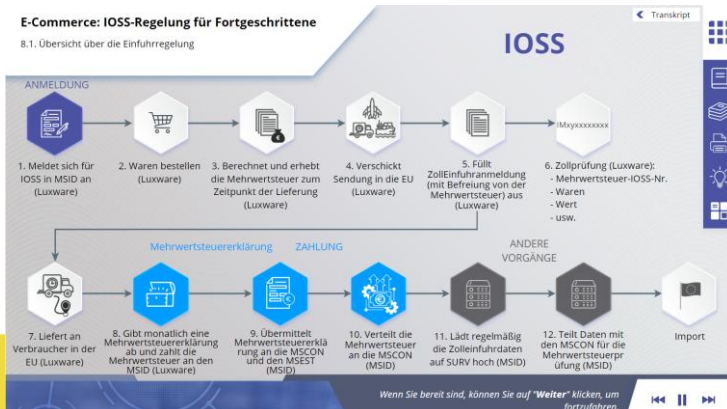 E-Commerce: IOSS-Regelung für Fortgeschrittene
8.1. Übersicht über die Einfuhrregelung
Transkript
IOSS
ANMELDUNG
iMxyxxxxxxxx
1. Meldet sich für
IOSS in MSID an
(Luxware)
2. Waren bestellen
(Luxware)
3. Berechnet und erhebt
die Mehrwertsteuer zum
Zeitpunkt der Lieferung
(Luxware)
4. Verschickt
Sendung in die EU
(Luxware)
5. Füllt
ZollEinfuhranmeldung
(mit Befreiung von der
Mehrwertsteuer) aus
(Luxware)
6. Zollprüfung (Luxware):
- Mehrwertsteuer-IOSS-Nr.
- Waren
- Wert
- usw.
Mehrwertsteuererklärung
ZAHLUNG
ANDERE
VORGÄNGE
7. Liefert an
Verbraucher in der
EU (Luxware)
8. Gibt monatlich eine
Mehrwertsteuererklärung
ab und zahlt die
Mehrwertsteuer an den
MSID (Luxware)
9. Übermittelt
Mehrwertsteuererklä
rung an die MSCON
und den MSEST
(MSID)
10. Verteilt die
Mehrwertsteuer
an die MSCON
(MSID)
11. Lädt regelmäßig
die Zolleinfuhrdaten
auf SURV hoch (MSID)
12. Teilt Daten mit
den MSCON für die
Mehrwertsteuerpr
üfung (MSID)
Import
Wenn Sie bereit sind, können Sie auf "Weiter" klicken, um
fortzufahren.